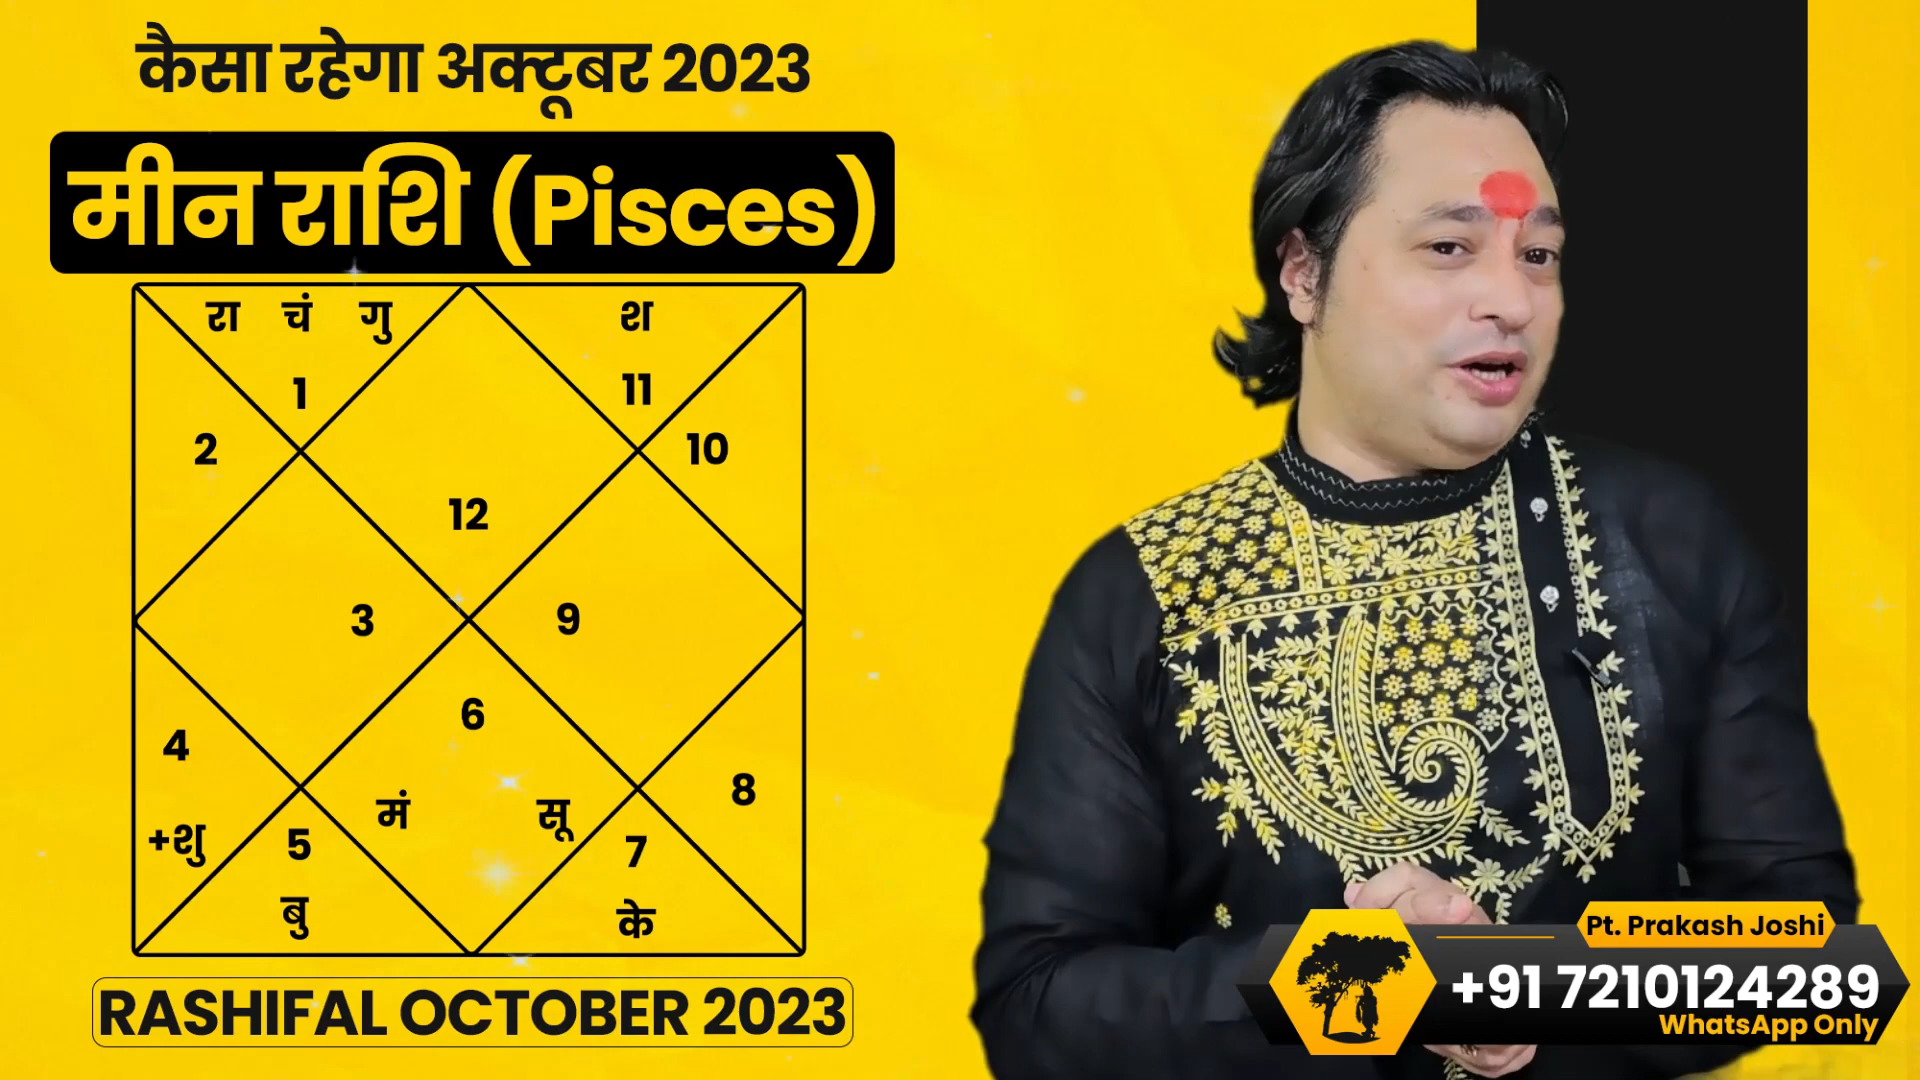 कैसा रहेगा अक्टूबर 2023
मीन राशि (Pisces)
रा चं गु
श
1
11
2
10
12
3
9
6
4
8
मं
सू
+शु
5
7
बु
के
RASHIFAL OCTOBER 2023
Pt. Prakash Joshi
+91 7210124289
WhatsApp Only